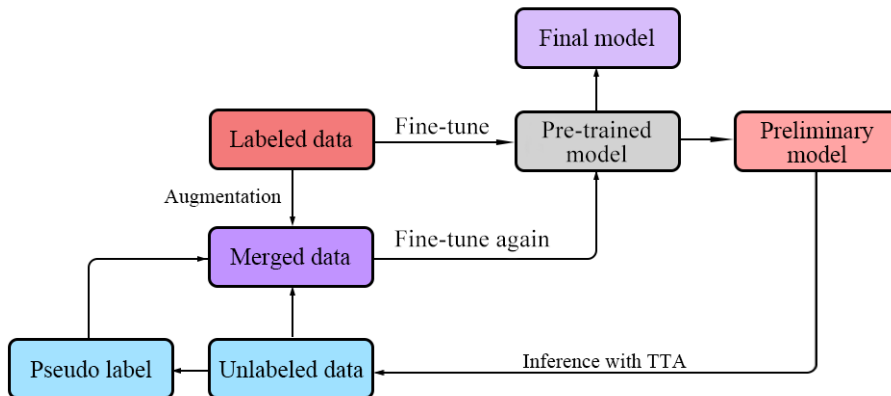 Final model
Labeled data
Fine-tune
Pre-trained
model
Preliminary
model
Augmentation
Merged data
Fine-tune again
Pseudo label
Unlabeled data
Inference with TTA